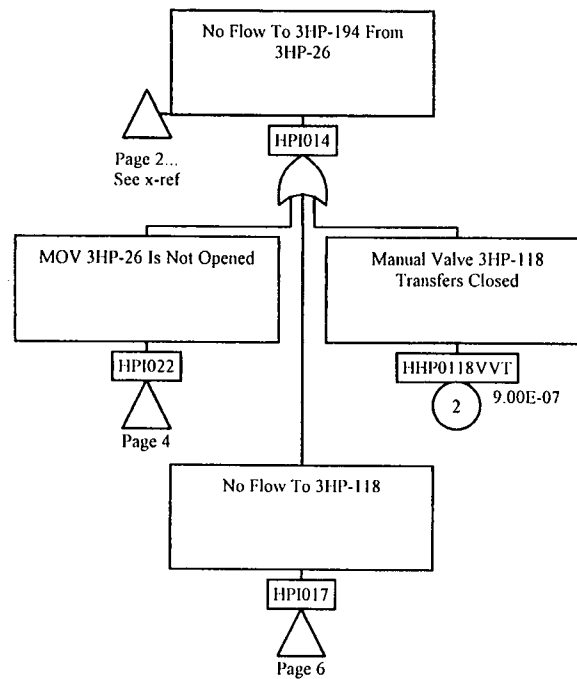 No Flow To 3HP-194 From
3HP-26
HPI014
Page 2...
See x-ref
MOV 3HP-26 Is Not Opened
HPI022
Page 4
Manual Valve 3HP-118
Transfers Closed
HHP0118VVT
2
9.00E-07
No Flow To 3HP-118
HPI017
Page 6